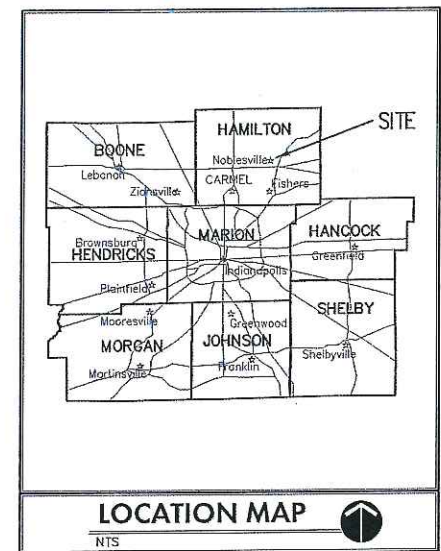 HAMILTON
SITE
BOONE
Noblesville
Lebanon
CARMEL
Fishers
Zionsville
MARION
HANCOCK
Brownsburg
HENDRICKS
Greenfield
Indianapolis
Plainfield
SHELBY
Mooresville
Greenwood
MORGAN
JOHNSON
Shelbyville
Martinsville
Franklin
LOCATION MAP
NTS